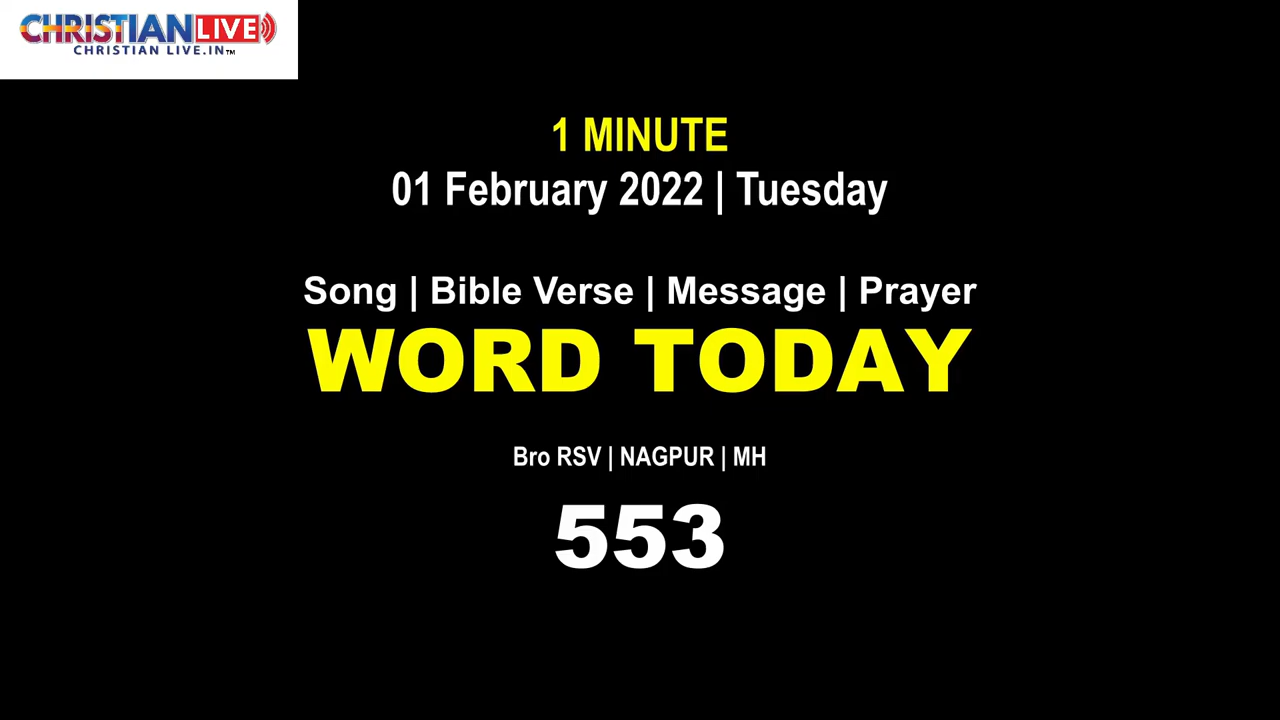 CHRISTIANLIVE
CHRISTIAN LIVE.IN™
1 MINUTE
01 February 2022 | Tuesday
Song | Bible Verse | Message | Prayer
WORD TODAY
Bro RSV | NAGPUR | MH
553